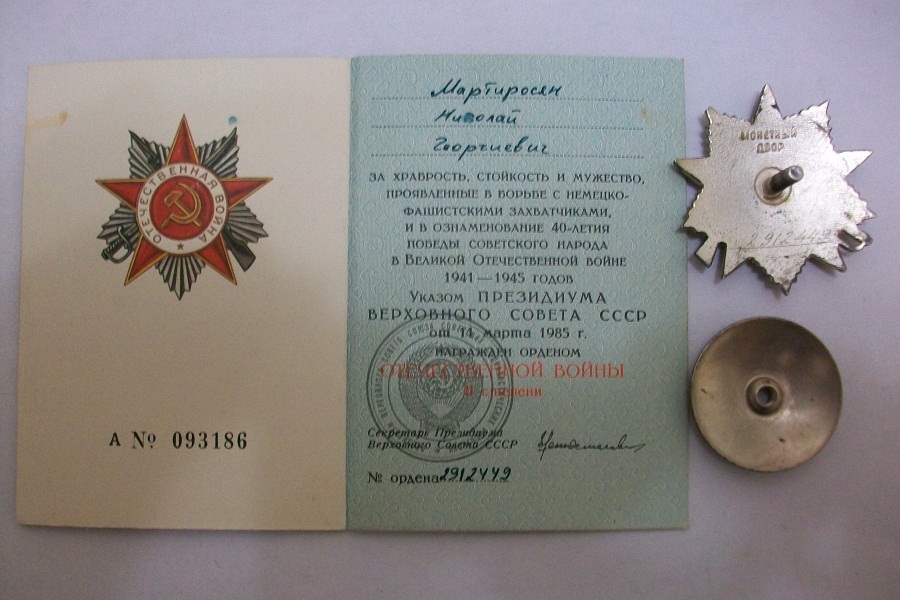 ОТЕЧЕСТВЕННАЯ ВОЙНА
А № 093186
Мартиросян
Николай
Георгиевич
ЗА ХРАБРОСТЬ, СТОЙКОСТЬ И МУЖЕСТВО,
ПРОЯВЛЕННЫЕ В БОРЬБЕ С НЕМЕЦКО-
ФАШИСТСКИМИ ЗАХВАТЧИКАМИ,
И В ОЗНАМЕНОВАНИЕ 40-ЛЕТИЯ
ПОБЕДЫ СОВЕТСКОГО НАРОДА
В ВЕЛИКОЙ ОТЕЧЕСТВЕННОЙ ВОЙНЕ
1941—1945 ГОДОВ
УКАЗОМ ПРЕЗИДИУМА
ВЕРХОВНОГО СОВЕТА СССР
от 11 марта 1985 г.
НАГРАЖДЕН ОРДЕНОМ
ОТЕЧЕСТВЕННОЙ ВОЙНЫ
II степени
Секретарь Президиума
Верховного Совета СССР
№ ордена 2912449
МОНЕТНЫЙ
ДВОР
2912449